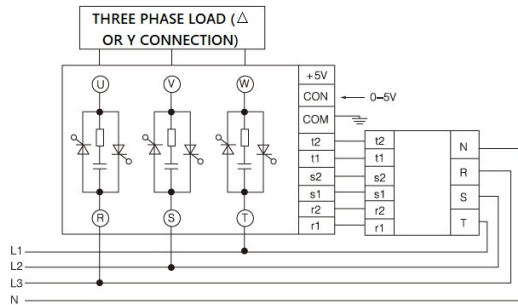 THREE PHASE LOAD (△
OR Y CONNECTION)
U
V
W
+5V
CON
0–5V
COM
t2
t1
s2
s1
r2
r1
t2
t1
s2
s1
r2
r1
N
R
S
T
R
S
T
L1
L2
L3
N